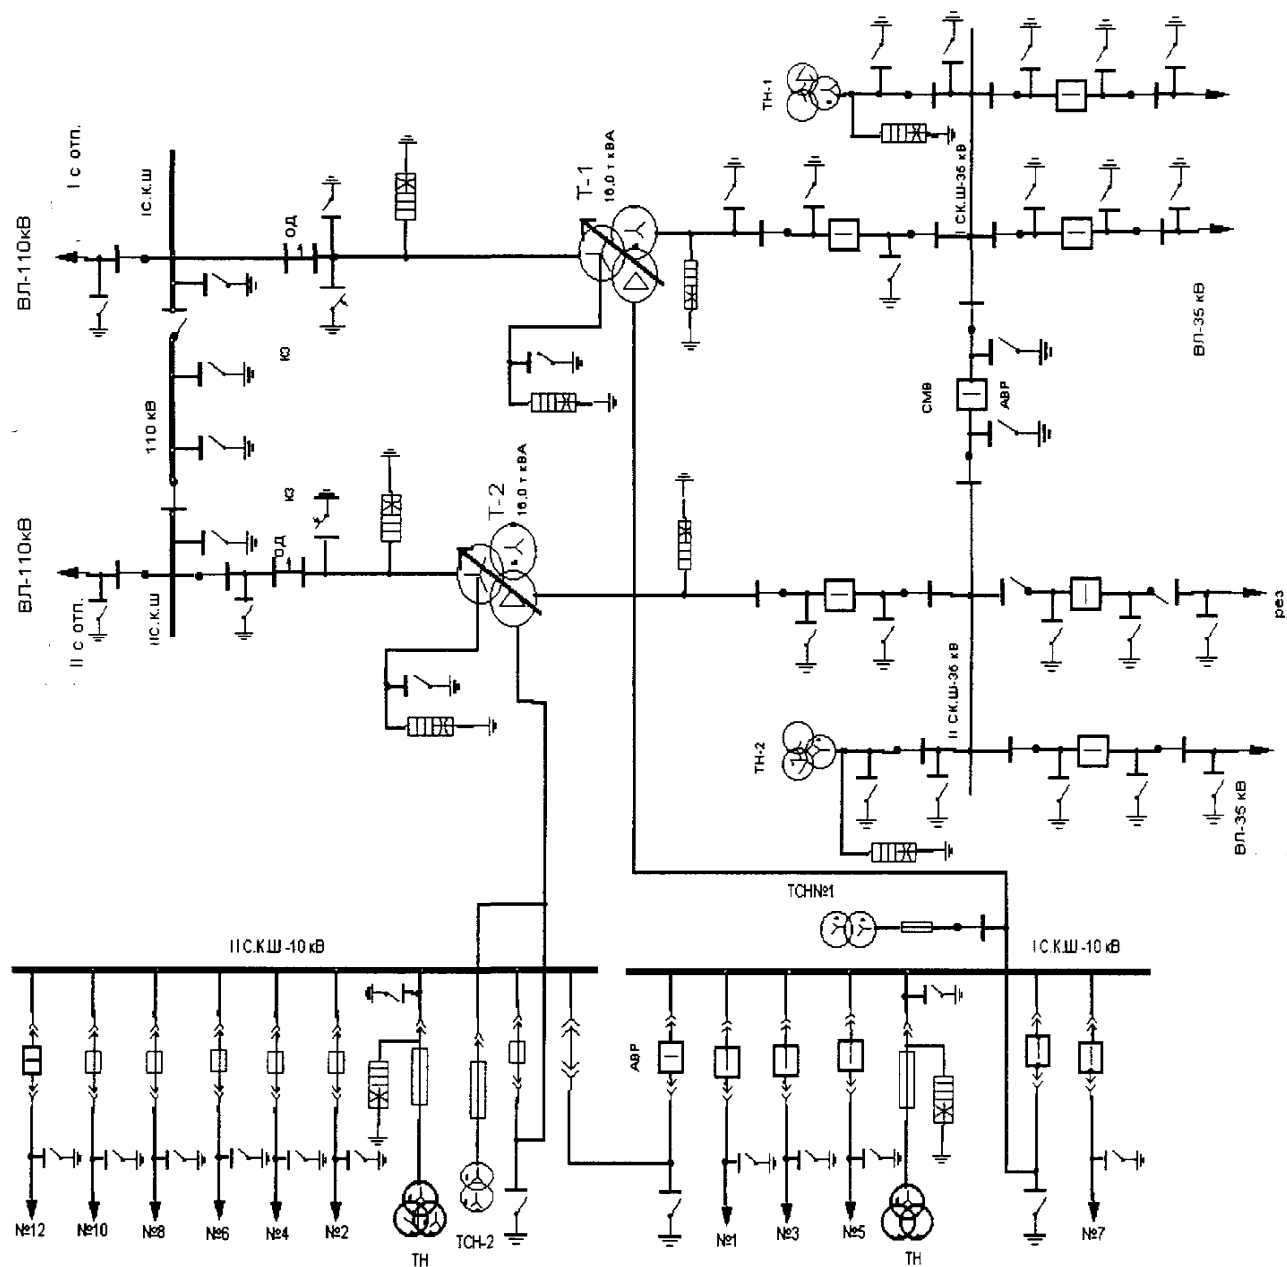 ТН-1
ВЛ-110кВ
I с отп.
IС.К.Ш
ОД
Т-1
16.0 т кВА
I СК.Ш-35 кВ
ВЛ-35 кВ
КЗ
110 кВ
СМВ
АВР
ВЛ-110кВ
II с отп.
IIС.К.Ш
ОД
КЗ
Т-2
16.0 т кВА
рез
II СК.Ш-35 кВ
ТН-2
ВЛ-35 кВ
ТСН№1
II С.К.Ш -10 кВ
I С.К.Ш -10 кВ
АВР
№12
№10
№8
№6
№4
№2
ТН
ТСН-2
№1
№3
№5
ТН
№7